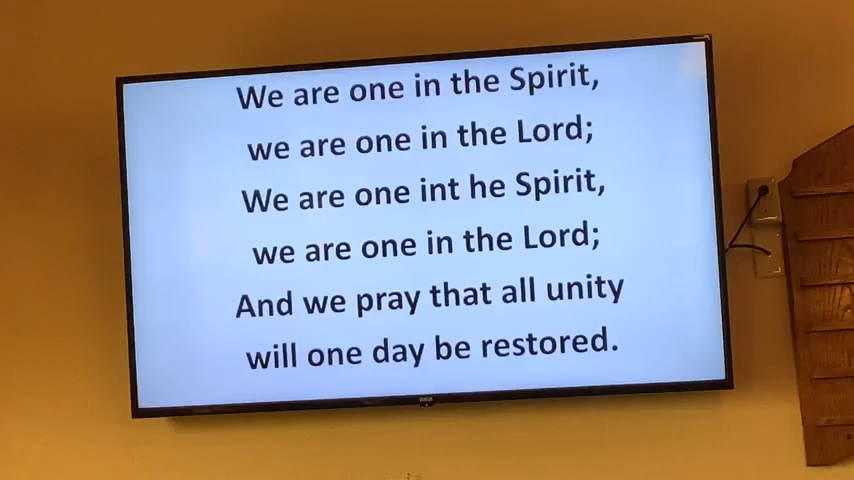 We are one in the Spirit,
we are one in the Lord;
We are one int he Spirit,
we are one in the Lord;
And we pray that all unity
will one day be restored.
RCA